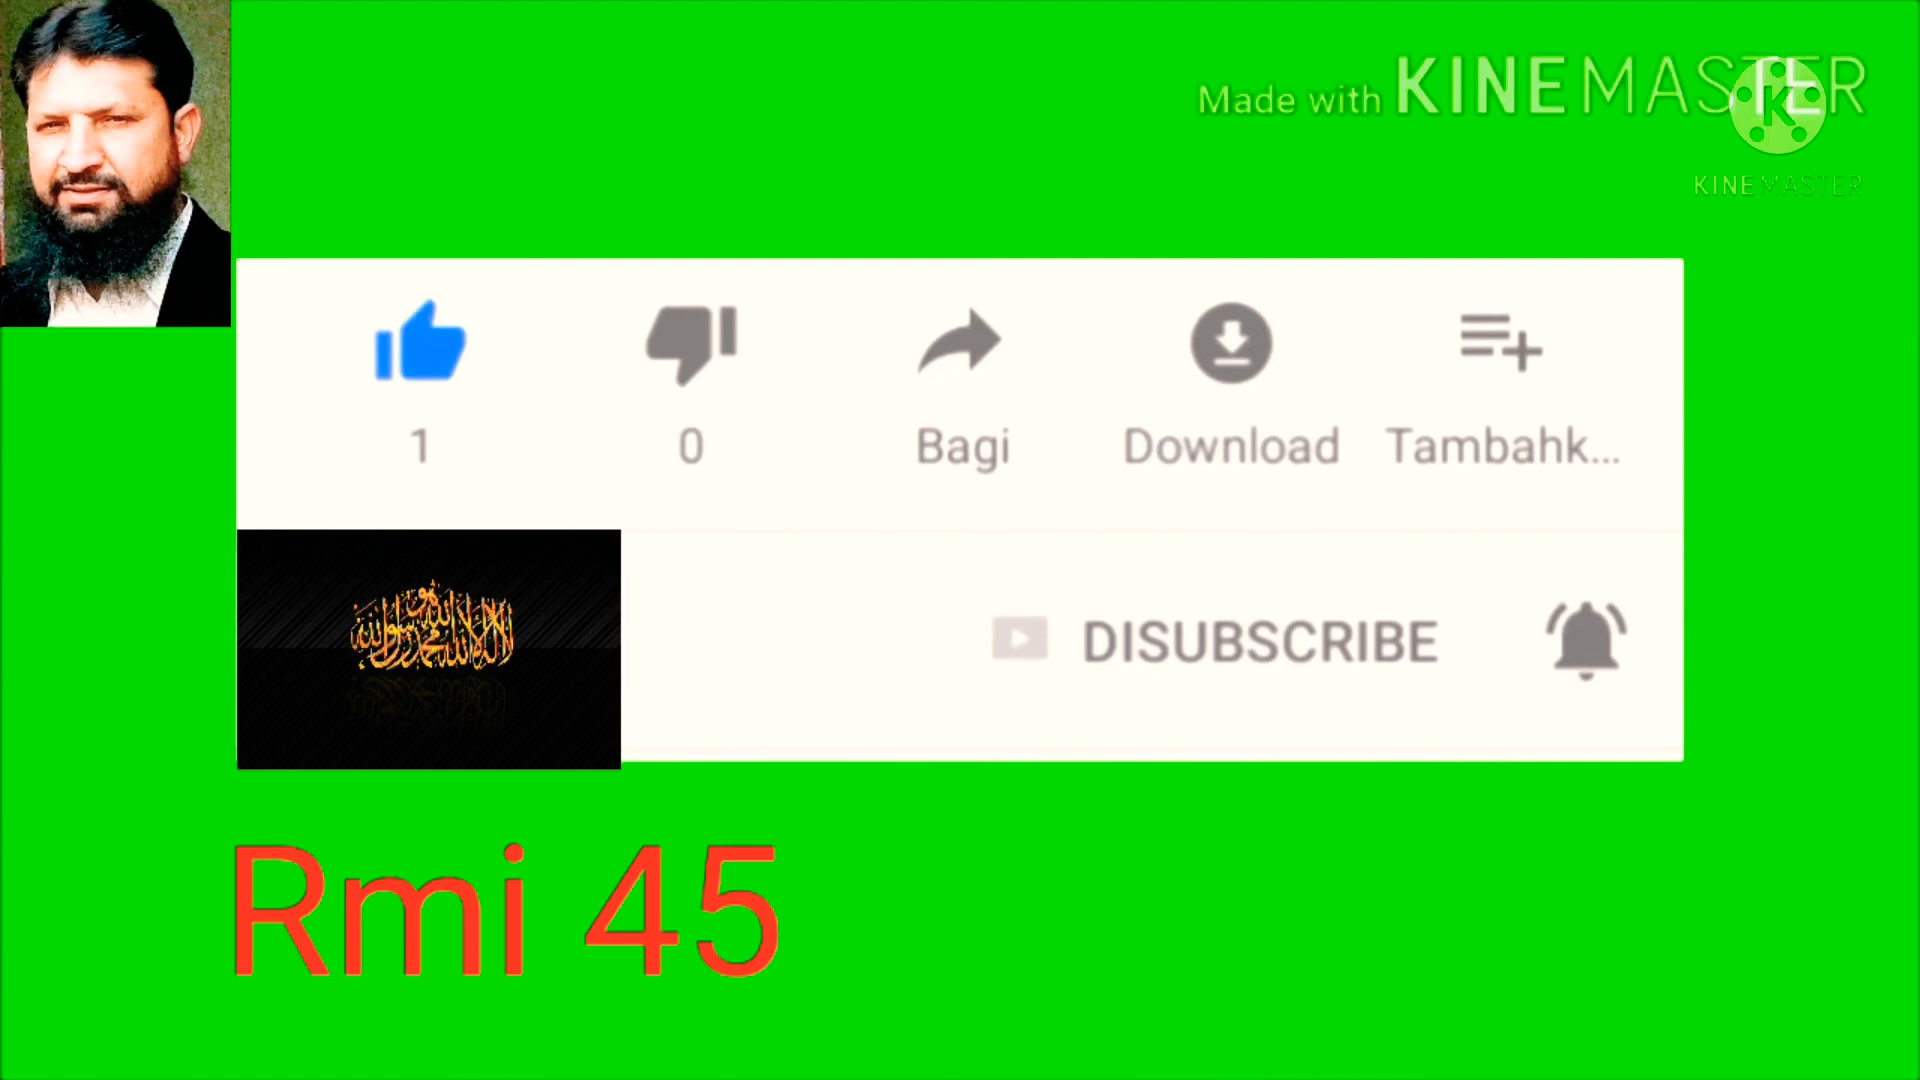 Made with KINEMASTER
K
KINEMASTER
1 0 Bagi Download Tambahk...
لا اله الا الله محمد رسول الله
DISUBSCRIBE
Rmi 45